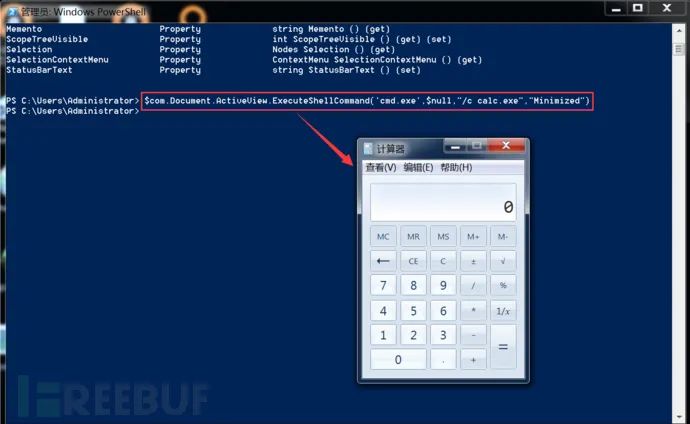 管理员: Windows PowerShell
Memento Property string Memento () (get)
ScopeTreeVisible Property int ScopeTreeVisible () (get) (set)
Selection Property Nodes Selection () (get)
SelectionContextMenu Property ContextMenu SelectionContextMenu () (get)
StatusBarText Property string StatusBarText () (set)
PS C:\Users\Administrator> $com.Document.ActiveView.ExecuteShellCommand('cmd.exe',$null,"/c calc.exe","Minimized")
PS C:\Users\Administrator>
计算器
查看(V) 编辑(E) 帮助(H)
0
MC MR MS M+ M-
← CE C ± √
7 8 9 / %
4 5 6 * 1/x
1 2 3 - =
0 . +
FREEBUF